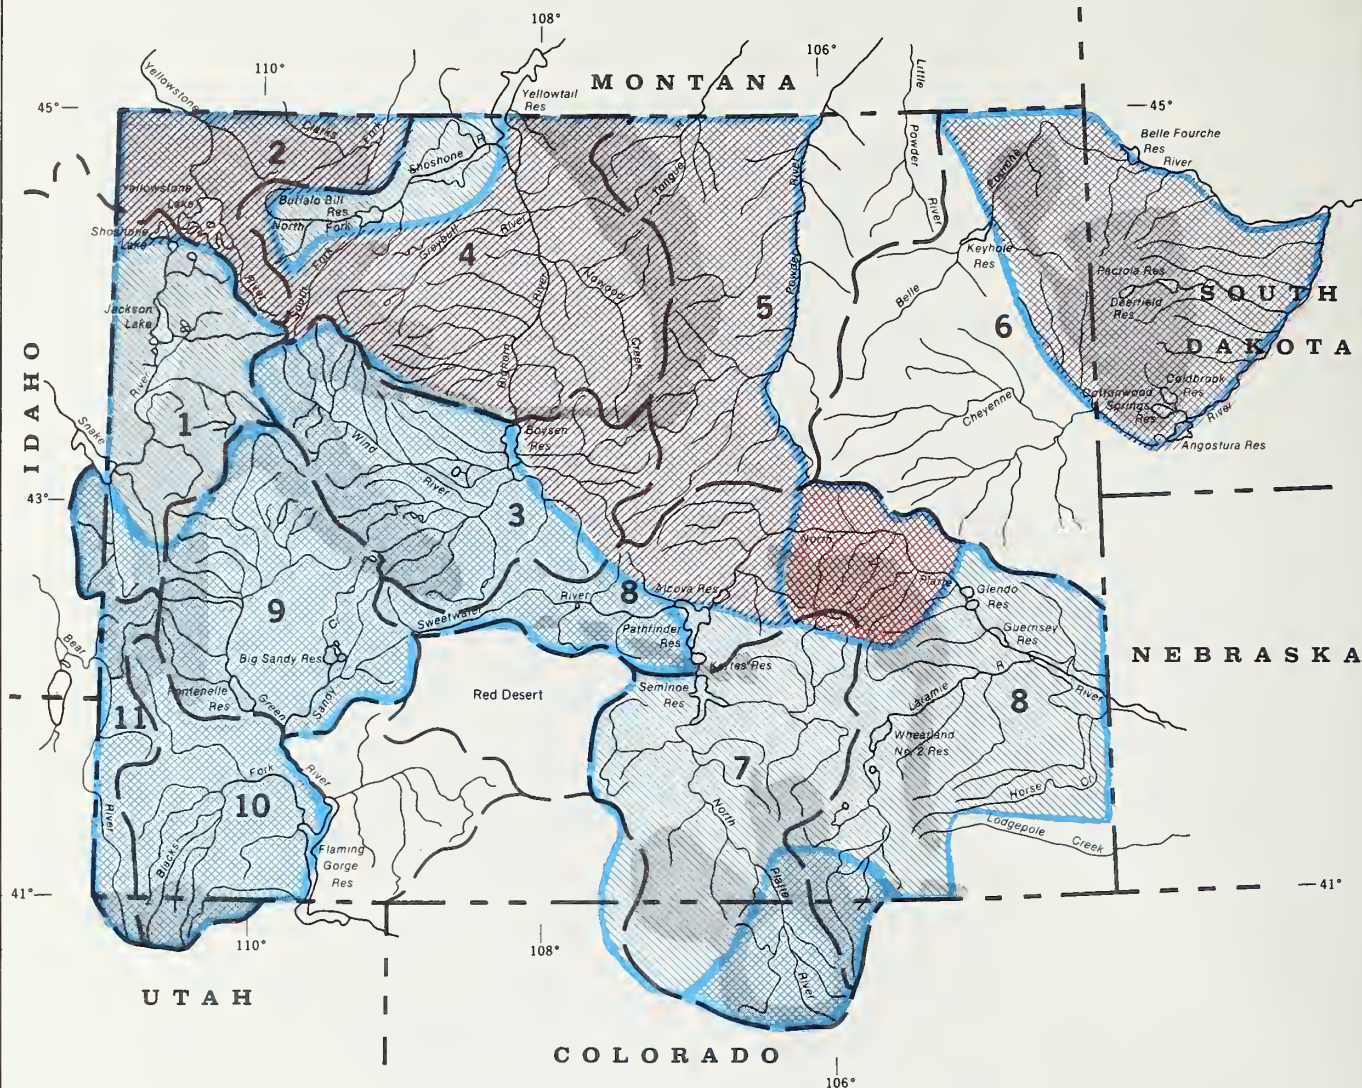 108°
110°
106°
MONTANA
Yellowstone
Yellowtail
Res
Little
Powder
River
45°
45°
Belle Fourche
Res
River
Clarks
Fork
2
Shoshone
R
Yellowstone
Lake
Buffalo Bill
Res
North
Fork
Tongue
River
Fourche
Shoshone
Lake
South
Fork
Greybull
River
4
Keyhole
Res
River
Powder
Nowood
Creek
River
Bighorn
Belle
Pactola Res
Deerfield
Res
SOUTH
DAKOTA
Jackson
Lake
5
6
IDAHO
River
Snake
1
Coldbrook
Res
Cottonwood
Springs
Res
River
Cheyenne
Angostura Res
Boysen
Res
Wind
River
43°
3
North
Platte
9
8
River
Alcova Res
Glendo
Res
Sweetwater
Pathfinder
Res
Guernsey
Res
Bear
Big Sandy Res
Cr
Kortes Res
NEBRASKA
Fontenelle
Res
Green
Sandy
Red Desert
Seminoe
Res
Laramie
R
River
11
8
Wheatland
No. 2 Res
Fork
River
7
10
North
Horse
Cr
River
Blacks
Lodgepole
Creek
Flaming
Gorge
Res
Platte
41°
41°
110°
108°
River
UTAH
COLORADO
106°